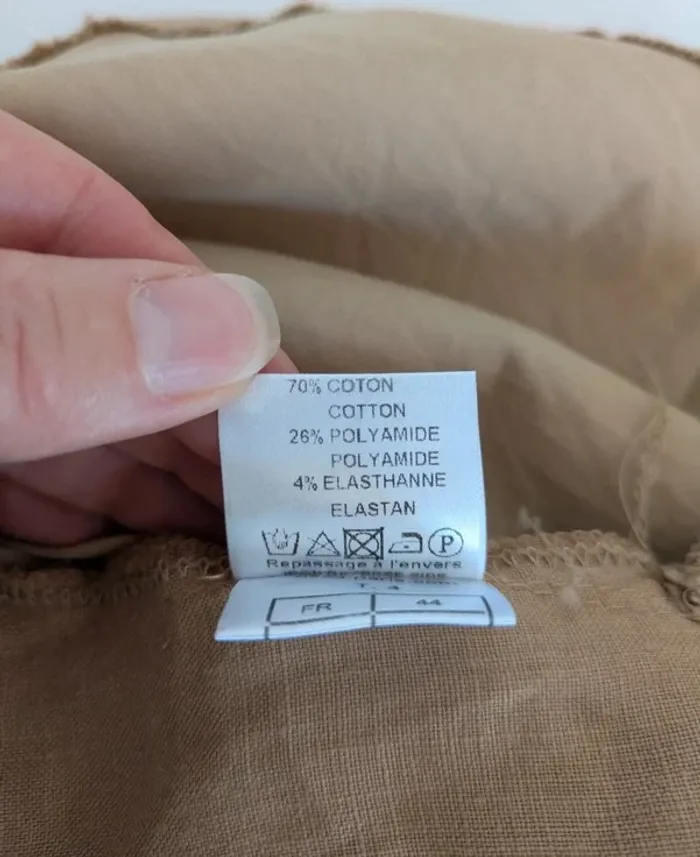 70% COTON
COTTON
26% POLYAMIDE
POLYAMIDE
4% ELASTHANNE
ELASTAN
P
Repassage à l'envers
FR 44